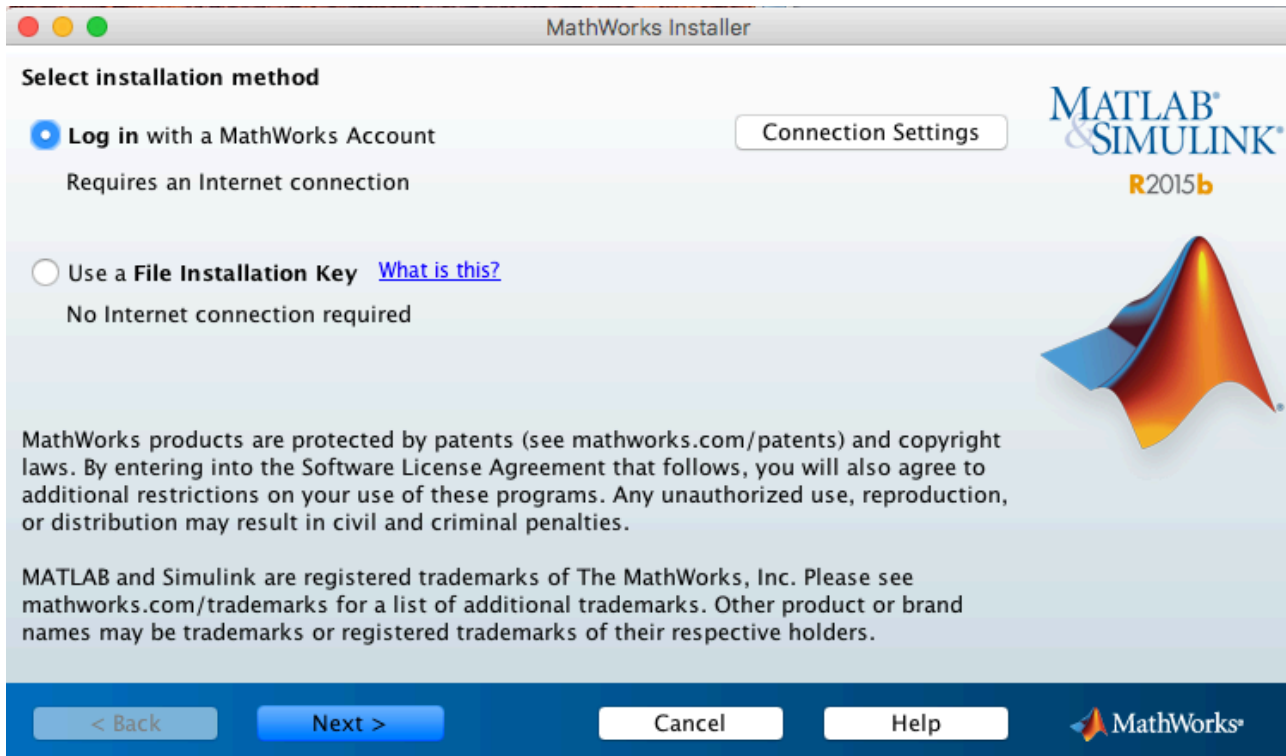 MathWorks Installer
Select installation method
Log in with a MathWorks Account
Connection Settings
Requires an Internet connection
Use a File Installation Key What is this?
No Internet connection required
MathWorks products are protected by patents (see mathworks.com/patents) and copyright
laws. By entering into the Software License Agreement that follows, you will also agree to
additional restrictions on your use of these programs. Any unauthorized use, reproduction,
or distribution may result in civil and criminal penalties.
MATLAB and Simulink are registered trademarks of The MathWorks, Inc. Please see
mathworks.com/trademarks for a list of additional trademarks. Other product or brand
names may be trademarks or registered trademarks of their respective holders.
MATLAB®
&SIMULINK®
R2015b
®
< Back
Next >
Cancel
Help
MathWorks®